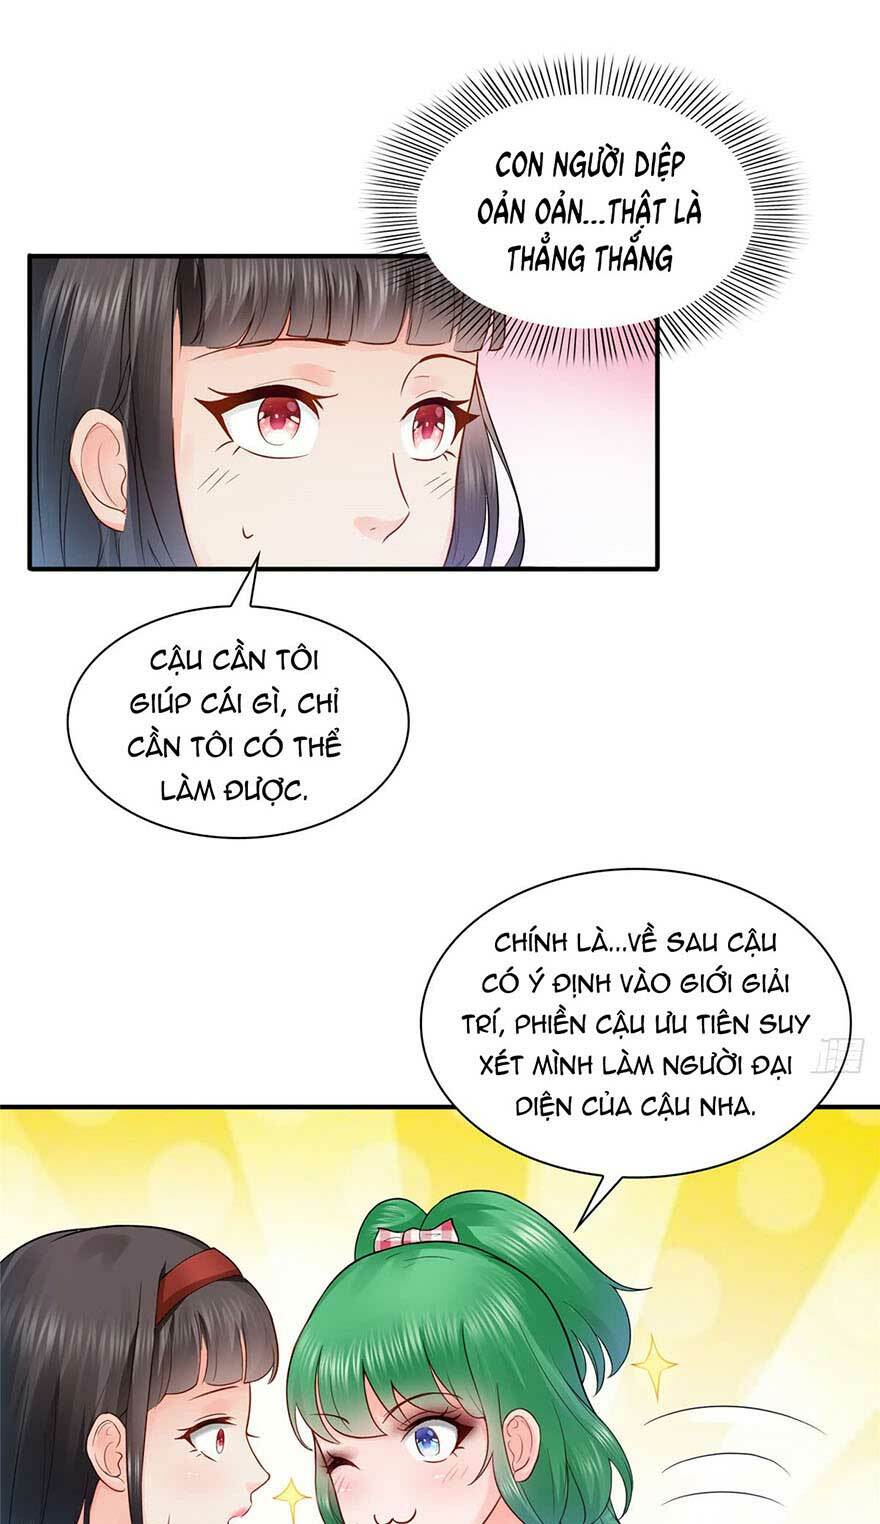 CON NGƯỜI DIỆP
OẢN OẢN...THẬT LÀ
THẲNG THẮNG
CẬU CẦN TÔI
GIÚP CÁI GÌ, CHỈ
CẦN TÔI CÓ THỂ
LÀM ĐƯỢC.
CHÍNH LÀ...VỀ SAU CẬU
CÓ Ý ĐỊNH VÀO GIỚI GIẢI
TRÍ, PHIỀN CẬU ƯU TIÊN SUY
XÉT MÌNH LÀM NGƯỜI ĐẠI
DIỆN CỦA CẬU NHA.